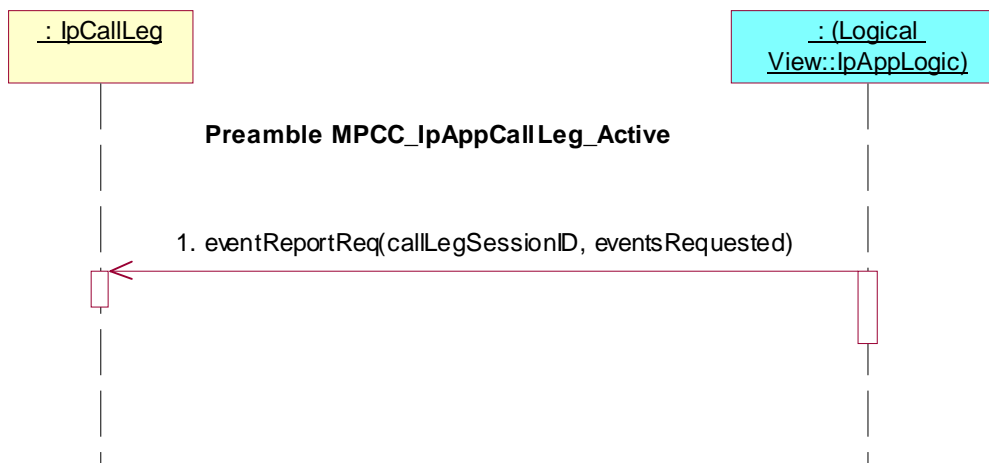 : IpCallLeg
: (Logical
View::IpAppLogic)
Preamble MPCC_IpAppCallLeg_Active
1. eventReportReq(callLegSessionID, eventsRequested)